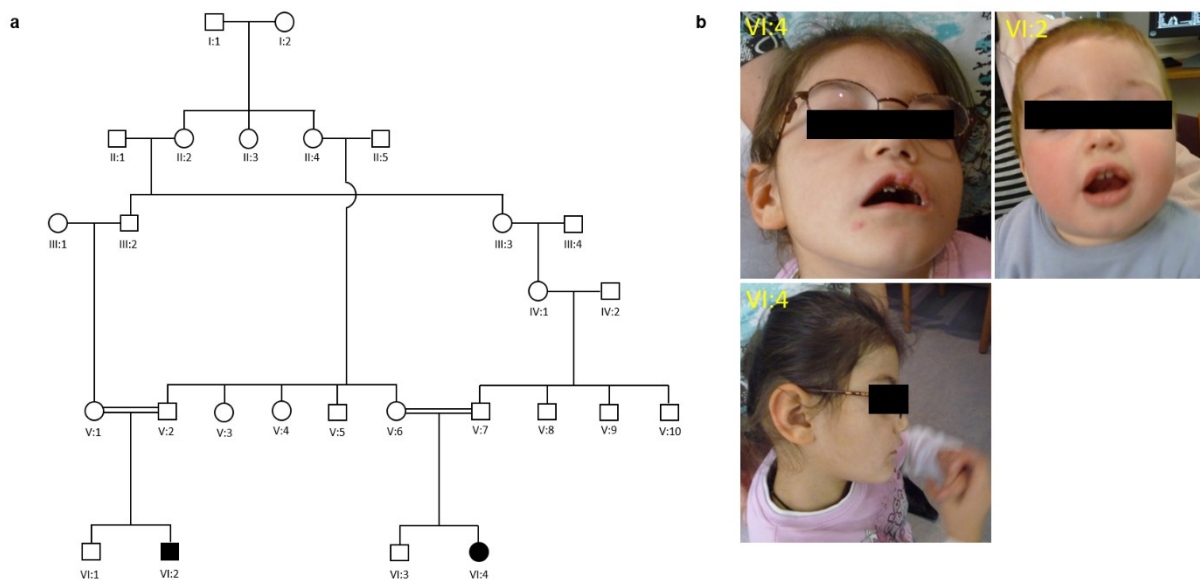 a
I:1 I:2
II:1 II:2 II:3 II:4 II:5
III:1 III:2 III:3 III:4
IV:1 IV:2
V:1 V:2 V:3 V:4 V:5 V:6 V:7 V:8 V:9 V:10
VI:1 VI:2 VI:3 VI:4
b
VI:4 VI:2
VI:4